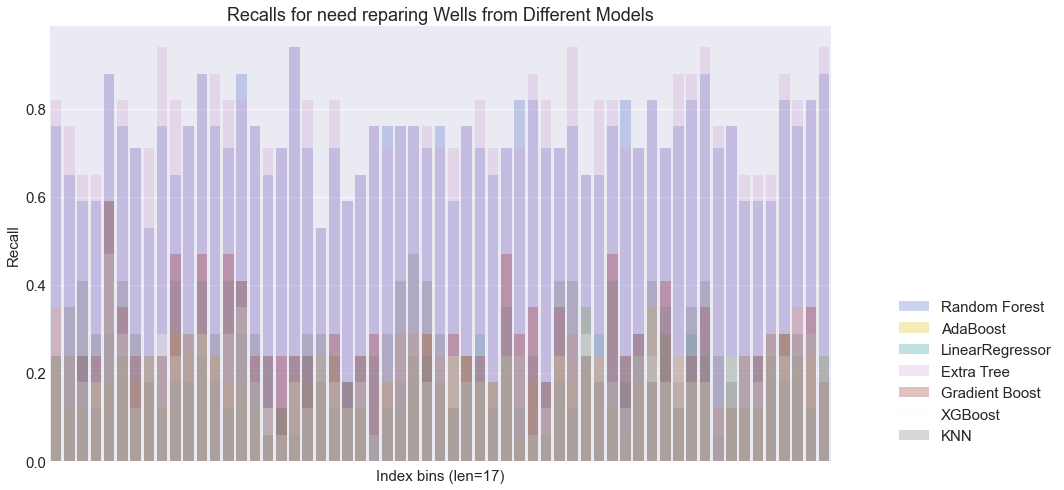 Recalls for need reparing Wells from Different Models
Recall
0.8
0.6
0.4
0.2
0.0
Index bins (len=17)
Random Forest
AdaBoost
LinearRegressor
Extra Tree
Gradient Boost
XGBoost
KNN